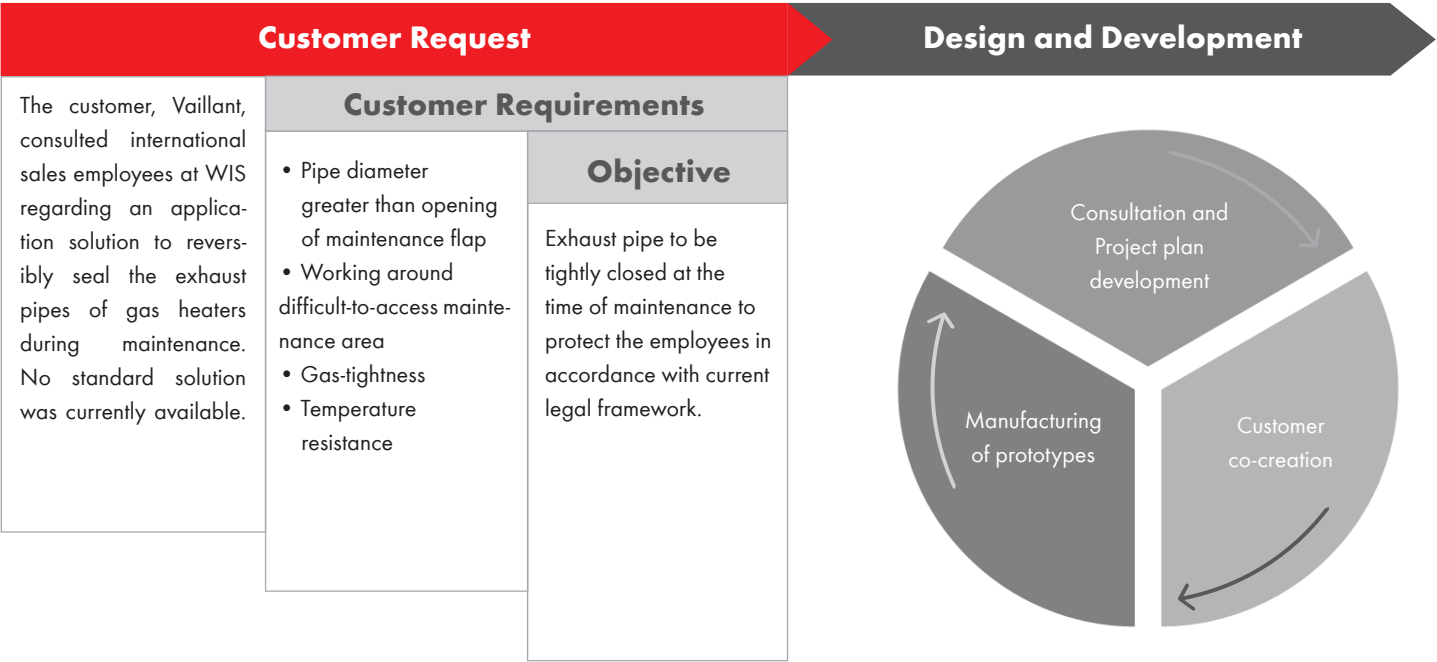 Customer Request
Design and Development
The customer, Vaillant,
consulted international
sales employees at WIS
regarding an applica-
tion solution to revers-
ibly seal the exhaust
pipes of gas heaters
during maintenance.
No standard solution
was currently available.
Customer Requirements
• Pipe diameter
greater than opening
of maintenance flap
• Working around
difficult-to-access mainte-
nance area
• Gas-tightness
• Temperature
resistance
Objective
Exhaust pipe to be
tightly closed at the
time of maintenance to
protect the employees in
accordance with current
legal framework.
Consultation and
Project plan
development
Customer
co-creation
Manufacturing
of prototypes